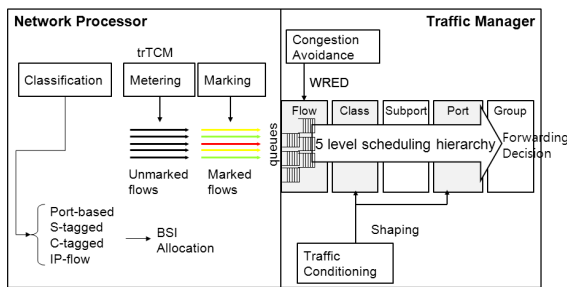 Network Processor
Traffic Manager
trTCM
Congestion
Avoidance
Classification
Metering
Marking
WRED
Flow
Class
Subport
Port
Group
queues
5 level scheduling hierarchy
Forwarding
Decision
Unmarked
flows
Marked
flows
Port-based
S-tagged
C-tagged
IP-flow
BSI
Allocation
Shaping
Traffic
Conditioning